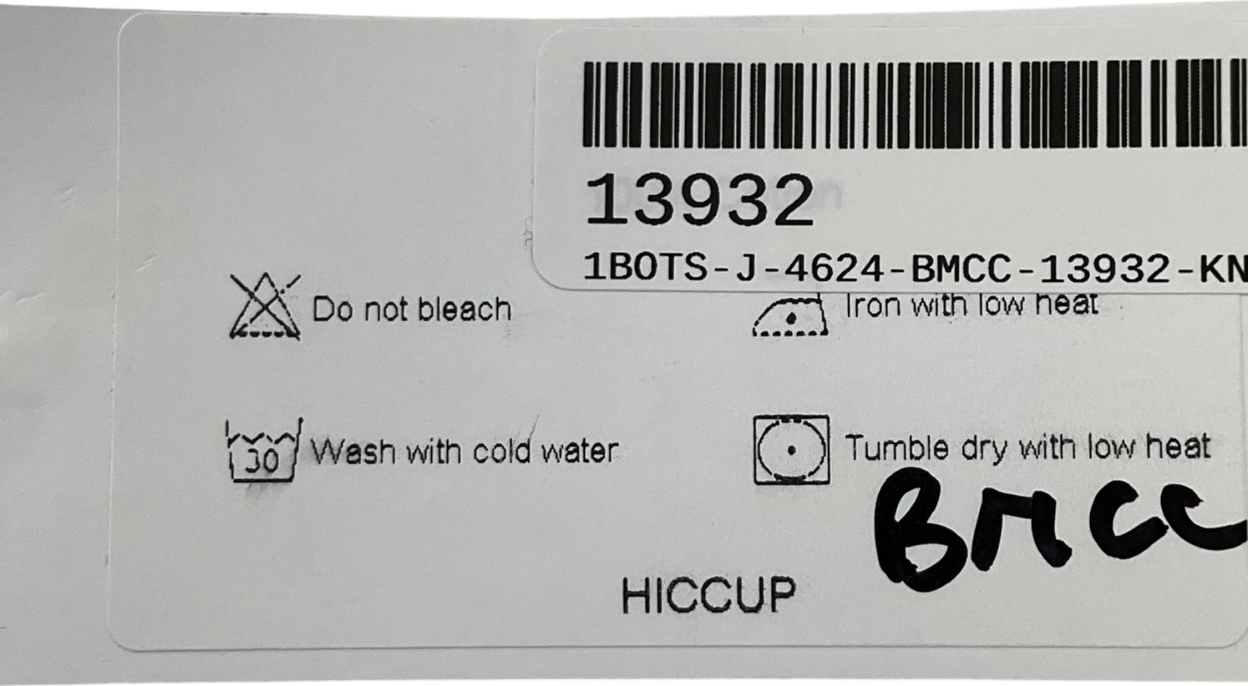 13932
1BOTS-J-4624-BMCC-13932-KN
Do not bleach
Iron with low heat
30
Wash with cold water
Tumble dry with low heat
BMCC
HICCUP